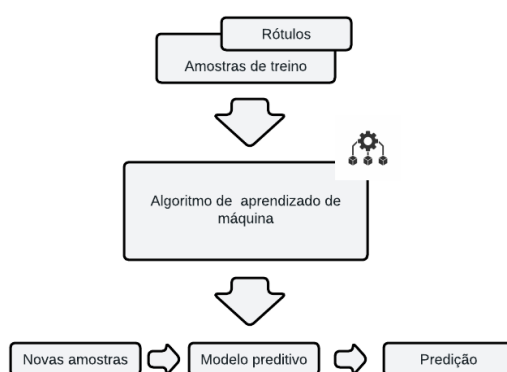 Rótulos
Amostras de treino
Algoritmo de aprendizado de
máquina
Novas amostras
Modelo preditivo
Predição